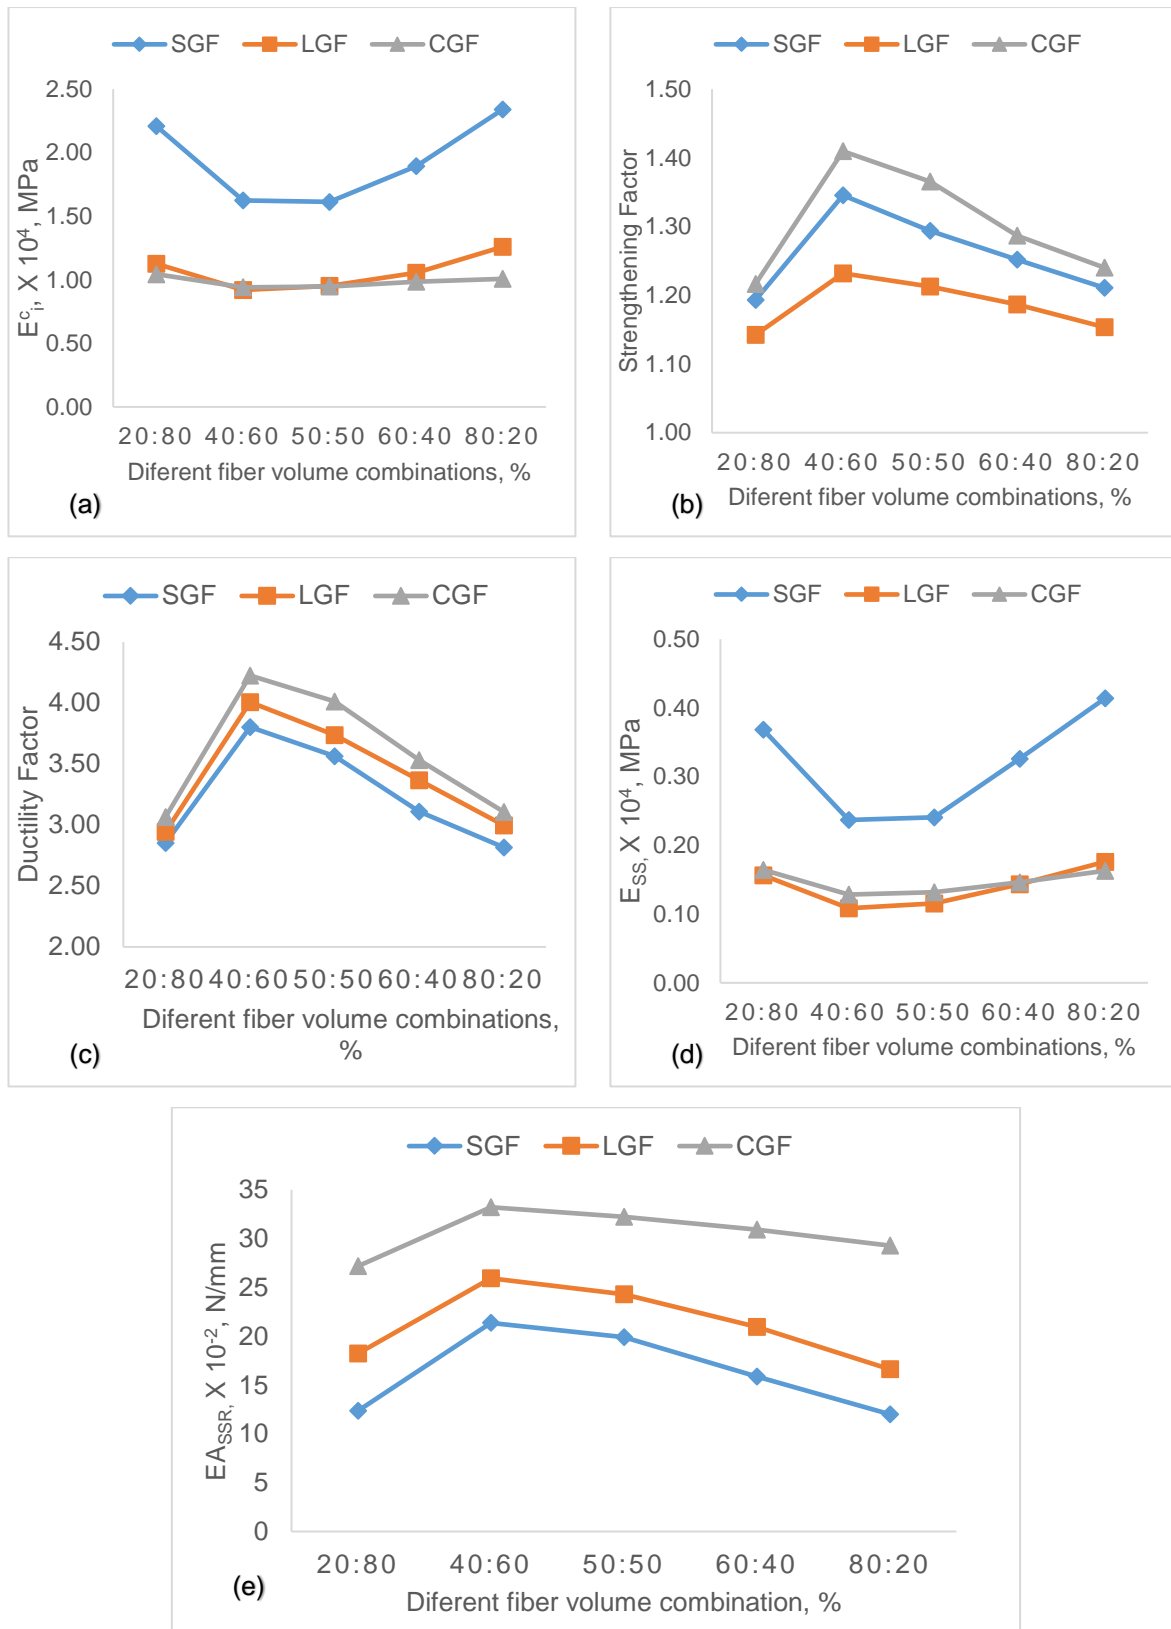 SGF LGF CGF
2.50
2.00
1.50
1.00
0.50
0.00
E^c_i, X 10^4, MPa
20:80 40:60 50:50 60:40 80:20
Diferent fiber volume combinations, %
(a)
SGF LGF CGF
1.50
1.40
1.30
1.20
1.10
1.00
Strengthening Factor
20:80 40:60 50:50 60:40 80:20
Diferent fiber volume combinations, %
(b)
SGF LGF CGF
4.50
4.00
3.50
3.00
2.50
2.00
Ductility Factor
20:80 40:60 50:50 60:40 80:20
Diferent fiber volume combinations,
%
(c)
SGF LGF CGF
0.50
0.40
0.30
0.20
0.10
0.00
E_SS, X 10^4, MPa
20:80 40:60 50:50 60:40 80:20
Diferent fiber volume combinations, %
(d)
SGF LGF CGF
35
30
25
20
15
10
5
0
EA_SSR, X 10^-2, N/mm
20:80 40:60 50:50 60:40 80:20
Diferent fiber volume combination, %
(e)